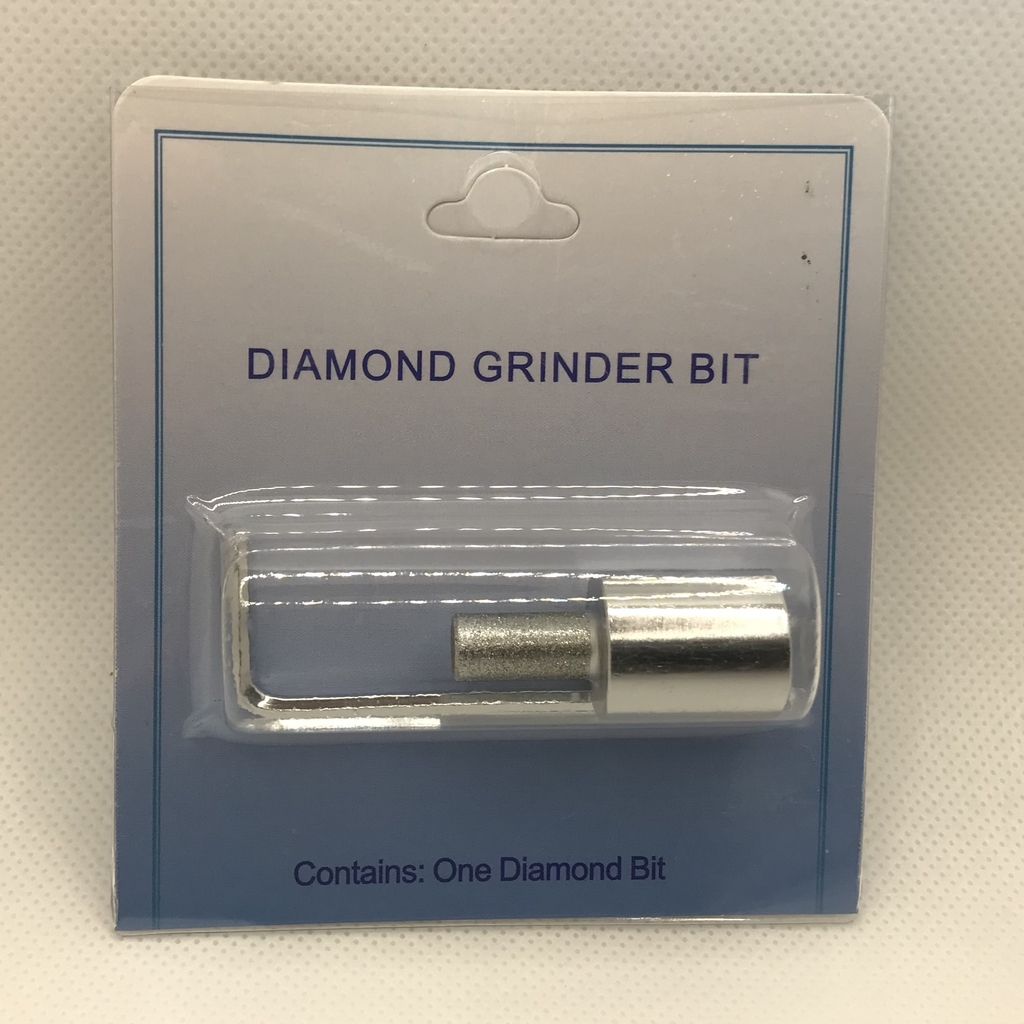 DIAMOND GRINDER BIT
Contains: One Diamond Bit